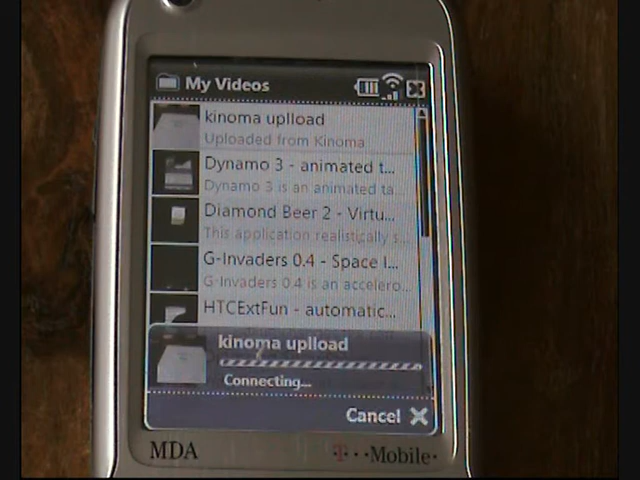 My Videos
kinoma uplload
Uploaded from Kinoma
Dynamo 3 - animated t...
Dynamo 3 is an animated ta...
Diamond Beer 2 - Virtu...
This application realistically s...
G-Invaders 0.4 - Space I...
G-Invaders 0.4 is an accelero...
HTCExtFun - automatic...
kinoma uplload
Connecting...
Cancel
MDA
T··Mobile·